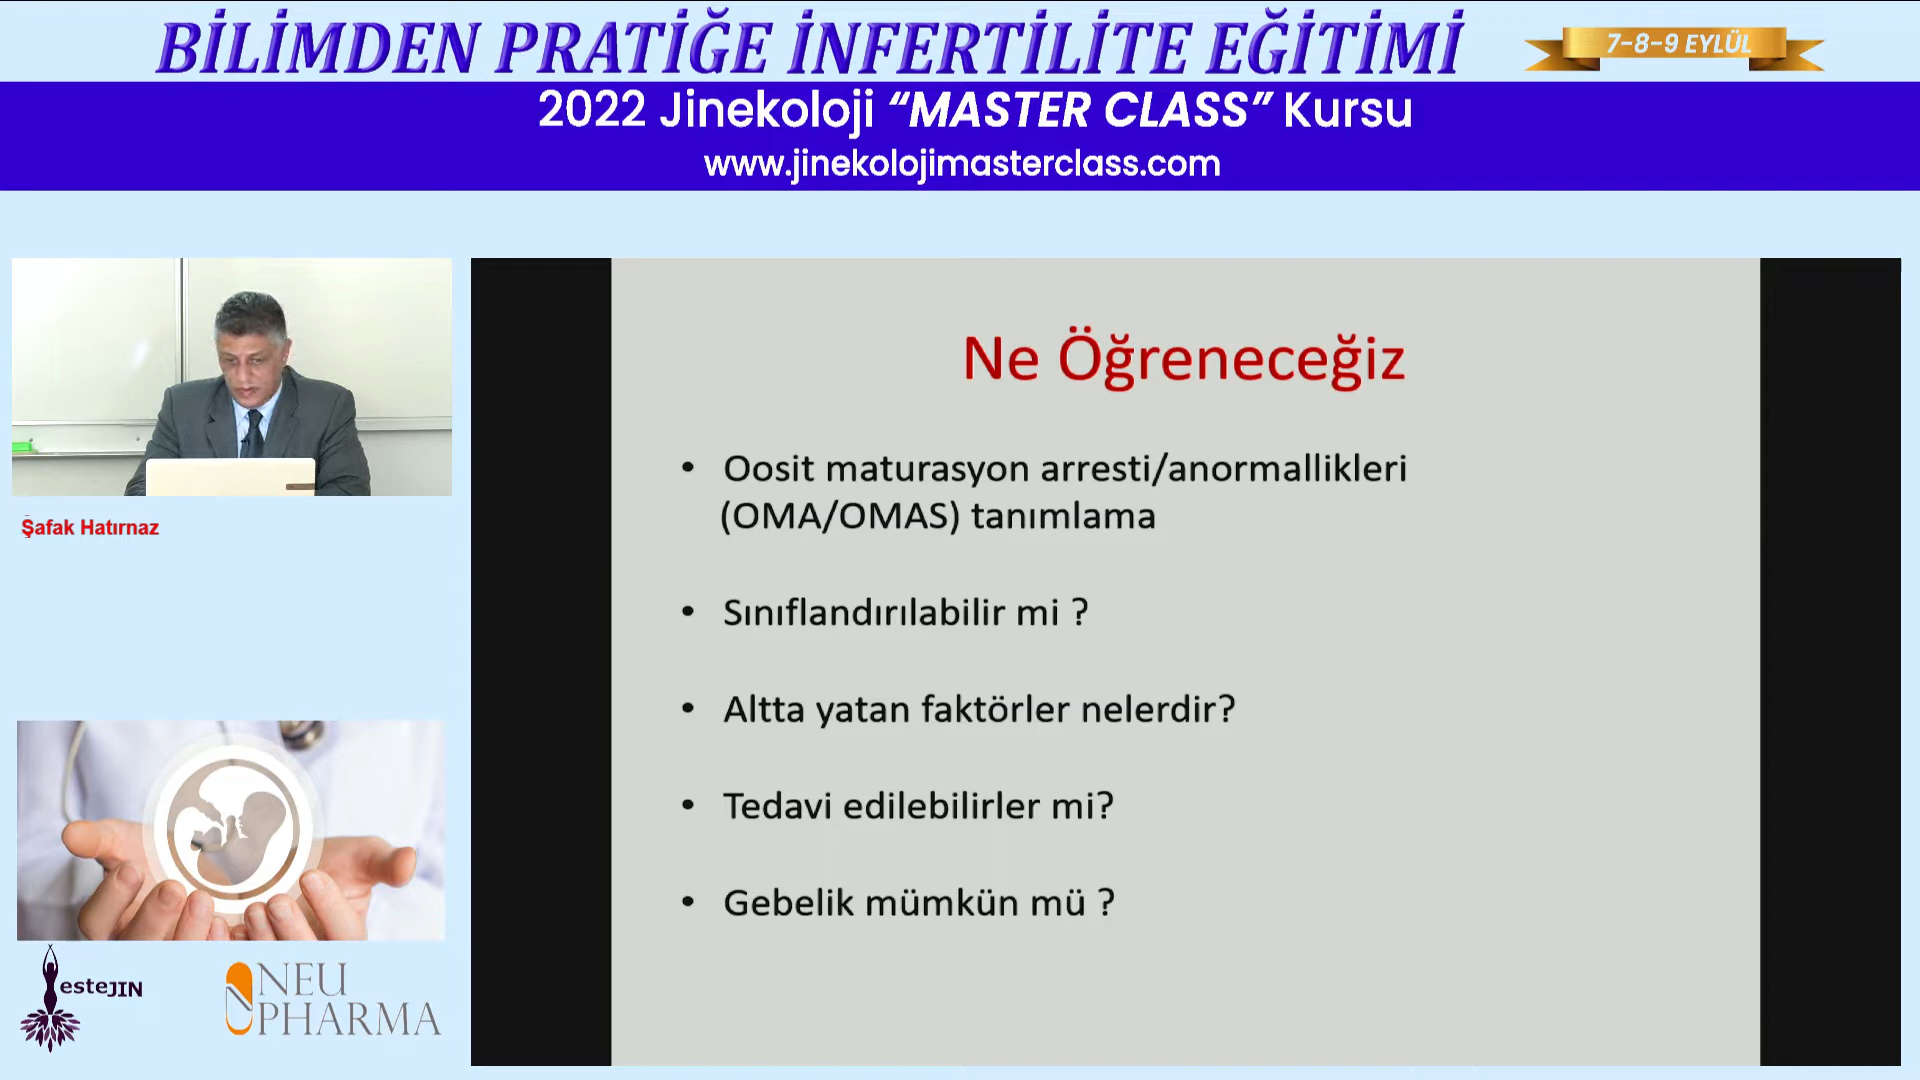 BİLİMDEN PRATİĞE İNFERTİLİTE EĞİTİMİ
7-8-9 EYLÜL
2022 Jinekoloji “MASTER CLASS” Kursu
www.jinekolojimasterclass.com
Şafak Hatırnaz
Ne Öğreneceğiz
• Oosit maturasyon arresti/anormallikleri
(OMA/OMAS) tanımlama
• Sınıflandırılabilir mi ?
• Altta yatan faktörler nelerdir?
• Tedavi edilebilirler mi?
• Gebelik mümkün mü ?
esteJIN
NEU
PHARMA